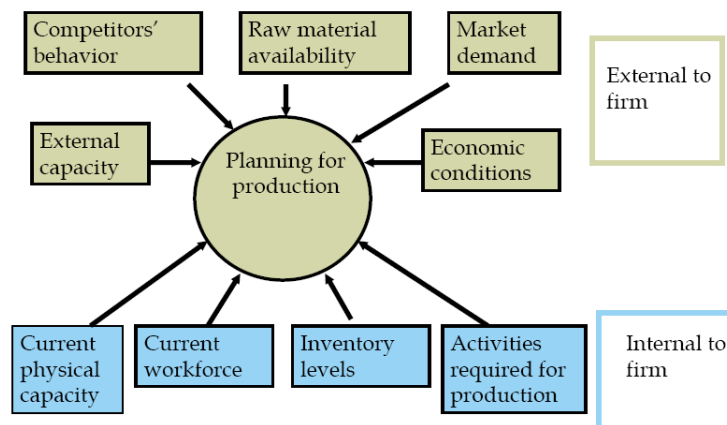 Competitors'
behavior
Raw material
availability
Market
demand
External to
firm
External
capacity
Planning for
production
Economic
conditions
Current
physical
capacity
Current
workforce
Inventory
levels
Activities
required for
production
Internal to
firm